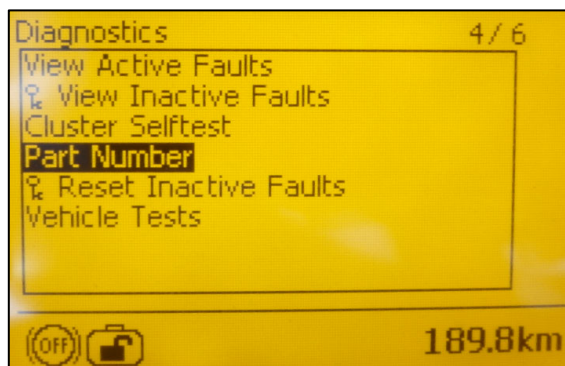 Diagnostics 4/6
View Active Faults
View Inactive Faults
Cluster Selftest
Part Number
Reset Inactive Faults
Vehicle Tests
OFF 189.8km